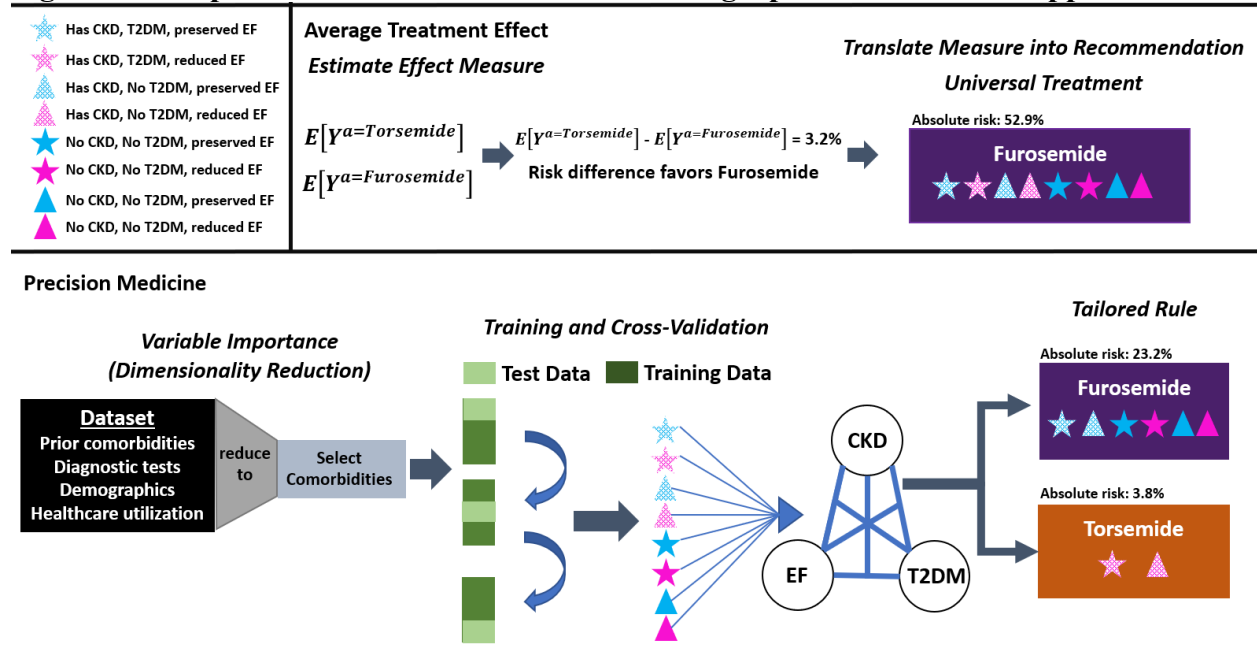 Has CKD, T2DM, preserved EF
Has CKD, T2DM, reduced EF
Has CKD, No T2DM, preserved EF
Has CKD, No T2DM, reduced EF
No CKD, No T2DM, preserved EF
No CKD, No T2DM, reduced EF
No CKD, No T2DM, preserved EF
No CKD, No T2DM, reduced EF
Average Treatment Effect
Estimate Effect Measure
E[Y^{a=Torsemide}]
E[Y^{a=Furosemide}]
E[Y^{a=Torsemide}] - E[Y^{a=Furosemide}] = 3.2%
Risk difference favors Furosemide
Translate Measure into Recommendation
Universal Treatment
Absolute risk: 52.9%
Furosemide
Precision Medicine
Variable Importance
(Dimensionality Reduction)
Dataset
Prior comorbidities
Diagnostic tests
Demographics
Healthcare utilization
reduce
to
Select
Comorbidities
Training and Cross-Validation
Test Data
Training Data
CKD
EF
T2DM
Tailored Rule
Absolute risk: 23.2%
Furosemide
Absolute risk: 3.8%
Torsemide